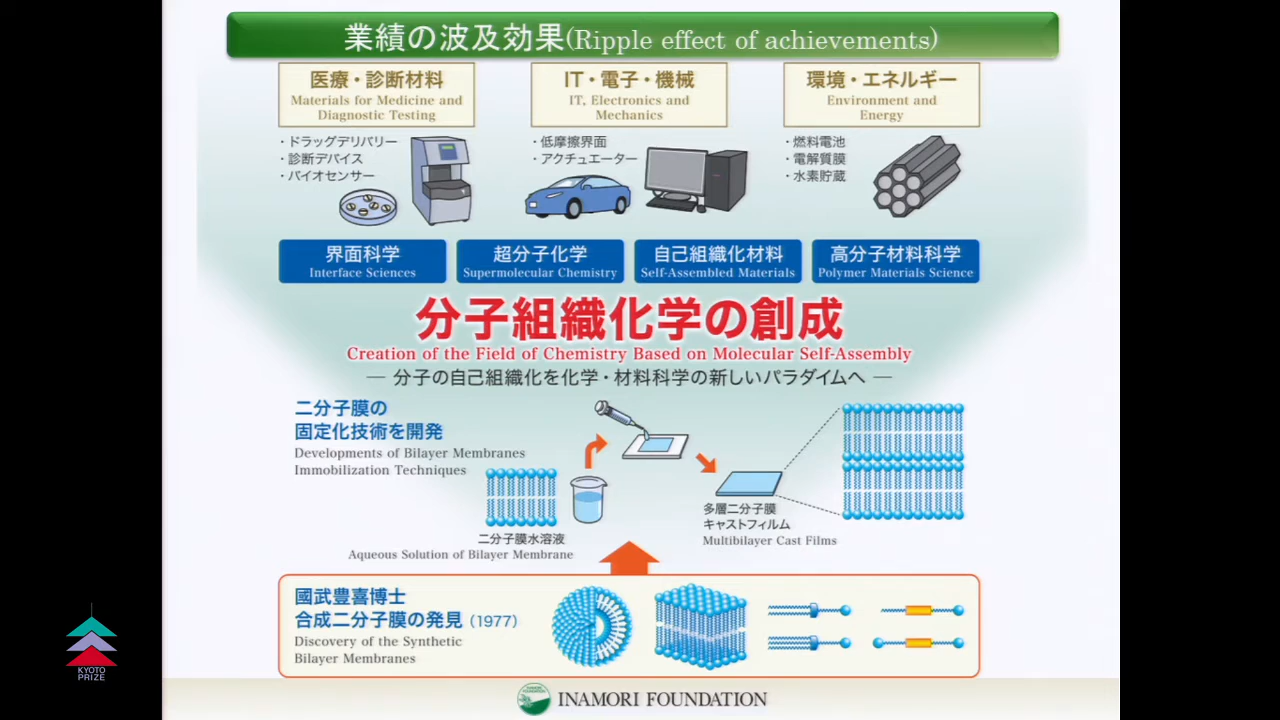 業績の波及効果(Ripple effect of achievements)
医療・診断材料
Materials for Medicine and
Diagnostic Testing
・ドラッグデリバリー
・診断デバイス
・バイオセンサー
IT・電子・機械
IT, Electronics and
Mechanics
・低摩擦界面
・アクチュエーター
環境・エネルギー
Environment and
Energy
・燃料電池
・電解質膜
・水素貯蔵
界面科学
Interface Sciences
超分子化学
Supermolecular Chemistry
自己組織化材料
Self-Assembled Materials
高分子材料科学
Polymer Materials Science
分子組織化学の創成
Creation of the Field of Chemistry Based on Molecular Self-Assembly
― 分子の自己組織化を化学・材料科学の新しいパラダイムへ ―
二分子膜の
固定化技術を開発
Developments of Bilayer Membranes
Immobilization Techniques
二分子膜水溶液
Aqueous Solution of Bilayer Membrane
多層二分子膜
キャストフィルム
Multibilayer Cast Films
國武豊喜博士
合成二分子膜の発見（1977）
Discovery of the Synthetic
Bilayer Membranes
KYOTO
PRIZE
INAMORI FOUNDATION